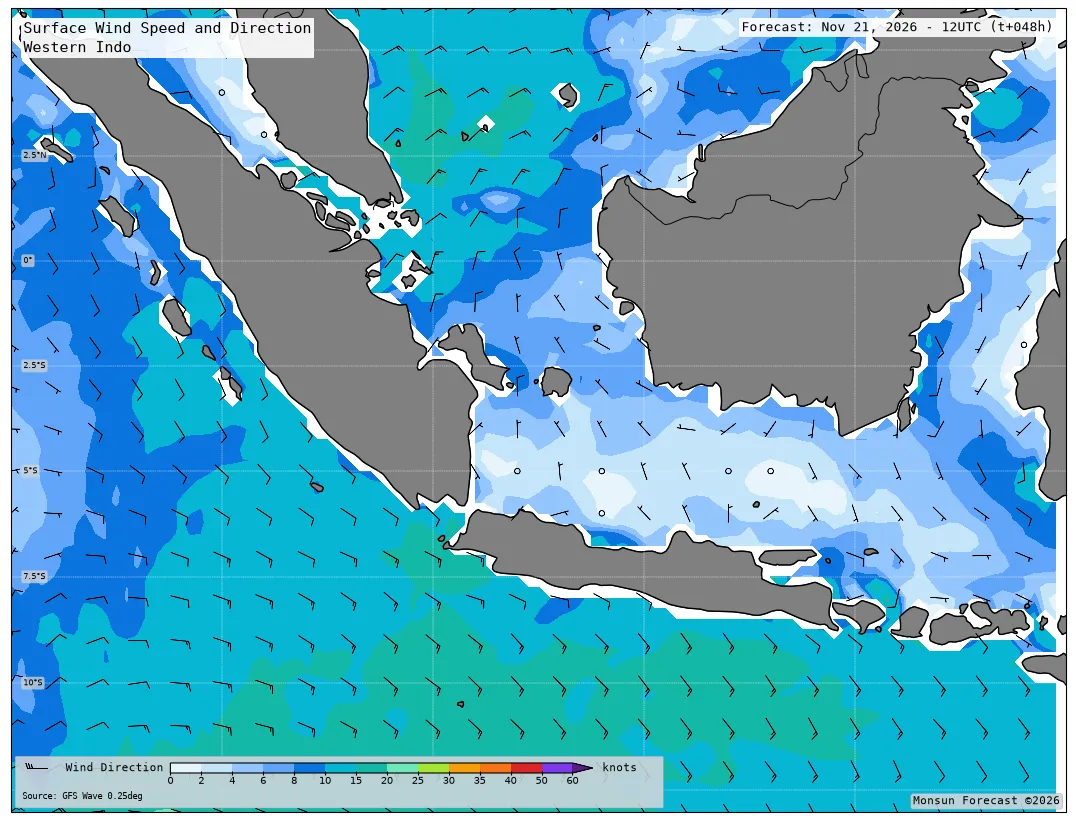 Surface Wind Speed and Direction
Western Indo
Forecast: Nov 21, 2026 - 12UTC (t+048h)
2.5°N
0°
2.5°S
5°S
7.5°S
10°S
Wind Direction
0 2 4 6 8 10 15 20 25 30 35 40 50 60
knots
Source: GFS Wave 0.25deg
Monsun Forecast ©2026